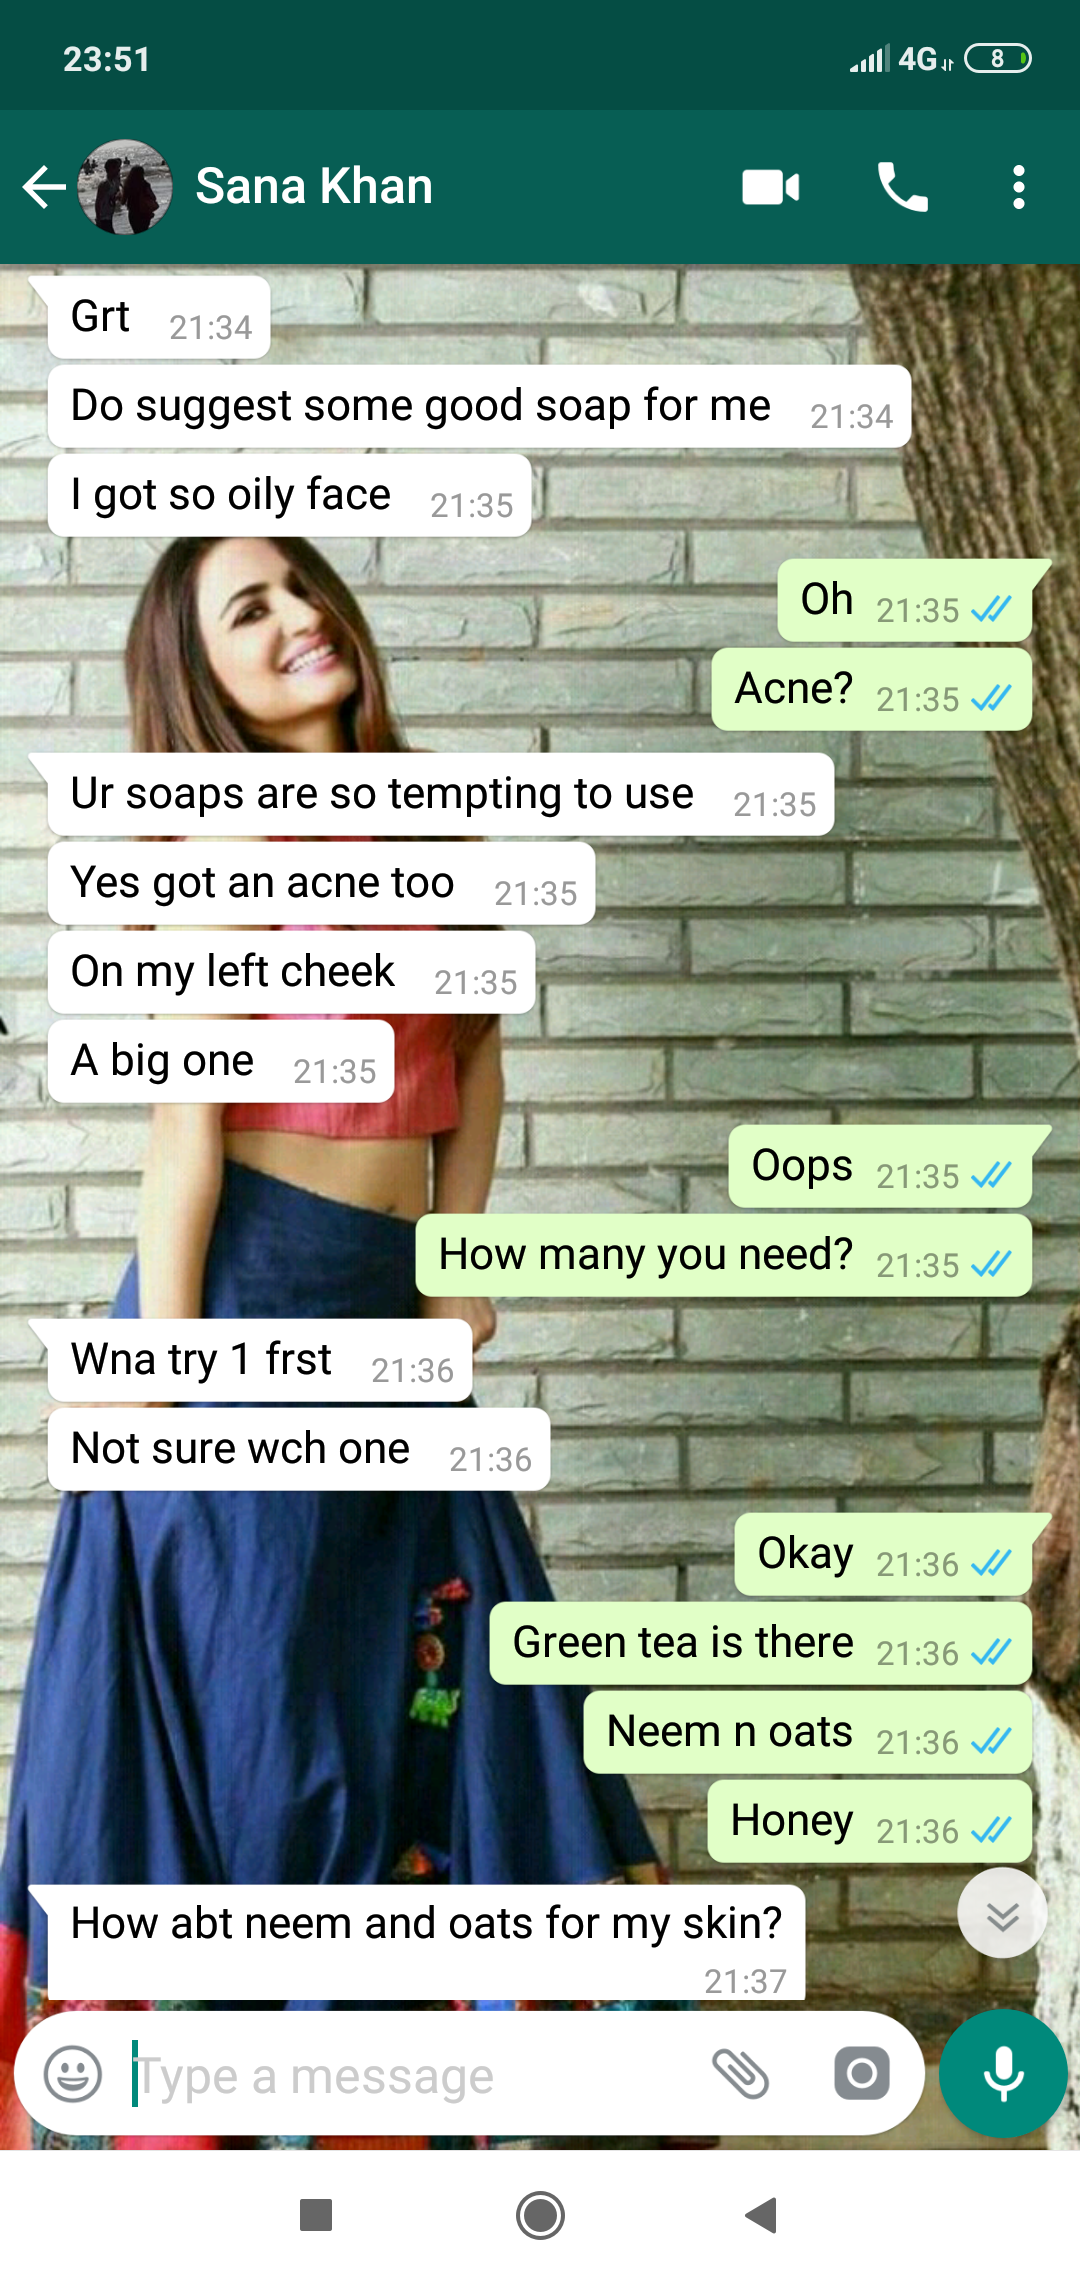 23:51
4G 8
Sana Khan
Grt 21:34
Do suggest some good soap for me 21:34
I got so oily face 21:35
Oh 21:35
Acne? 21:35
Ur soaps are so tempting to use 21:35
Yes got an acne too 21:35
On my left cheek 21:35
A big one 21:35
Oops 21:35
How many you need? 21:35
Wna try 1 frst 21:36
Not sure wch one 21:36
Okay 21:36
Green tea is there 21:36
Neem n oats 21:36
Honey 21:36
How abt neem and oats for my skin?
21:37
Type a message